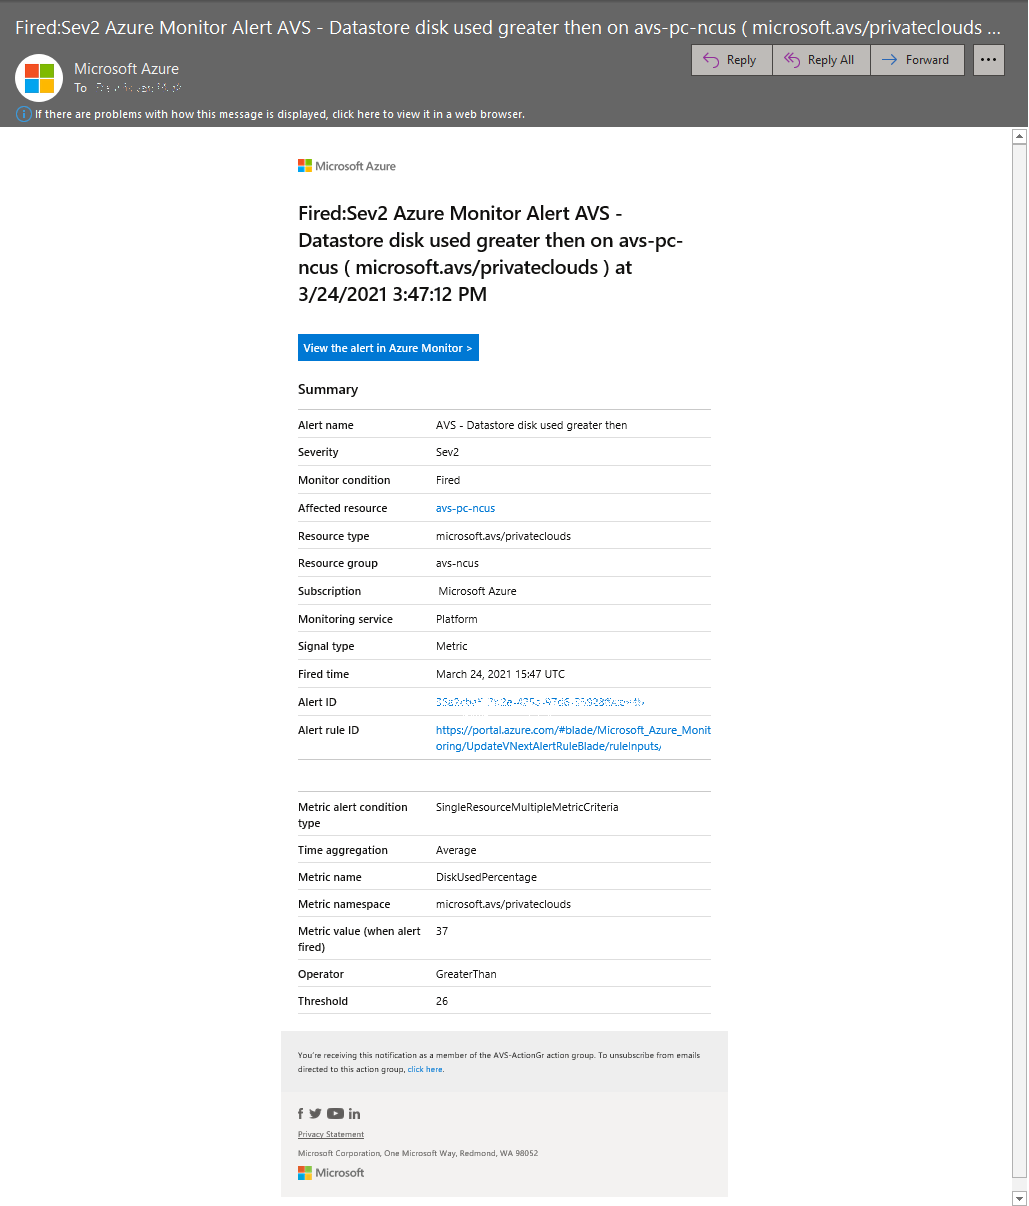 Fired:Sev2 Azure Monitor Alert AVS - Datastore disk used greater then on avs-pc-ncus ( microsoft.avs/privateclouds ...
Microsoft Azure
To
Reply
Reply All
Forward
If there are problems with how this message is displayed, click here to view it in a web browser.
Microsoft Azure
Fired:Sev2 Azure Monitor Alert AVS -
Datastore disk used greater then on avs-pc-
ncus ( microsoft.avs/privateclouds ) at
3/24/2021 3:47:12 PM
View the alert in Azure Monitor >
Summary
Alert name AVS - Datastore disk used greater then
Severity Sev2
Monitor condition Fired
Affected resource avs-pc-ncus
Resource type microsoft.avs/privateclouds
Resource group avs-ncus
Subscription Microsoft Azure
Monitoring service Platform
Signal type Metric
Fired time March 24, 2021 15:47 UTC
Alert ID
Alert rule ID https://portal.azure.com/#blade/Microsoft_Azure_Monit
oring/UpdateVNextAlertRuleBlade/ruleInputs/
Metric alert condition SingleResourceMultipleMetricCriteria
type
Time aggregation Average
Metric name DiskUsedPercentage
Metric namespace microsoft.avs/privateclouds
Metric value (when alert 37
fired)
Operator GreaterThan
Threshold 26
You're receiving this notification as a member of the AVS-ActionGr action group. To unsubscribe from emails
directed to this action group, click here.
Privacy Statement
Microsoft Corporation, One Microsoft Way, Redmond, WA 98052
Microsoft